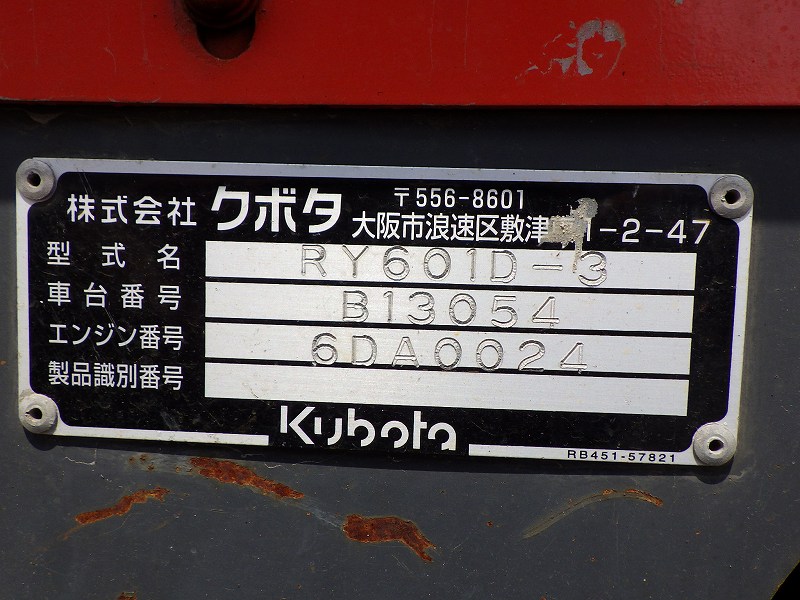 株式会社 クボタ 〒556-8601
大阪市浪速区敷津 1-2-47
型式名 RY601D-3
車台番号 B13054
エンジン番号 6DA0024
製品識別番号
Kubota
RB451-57821